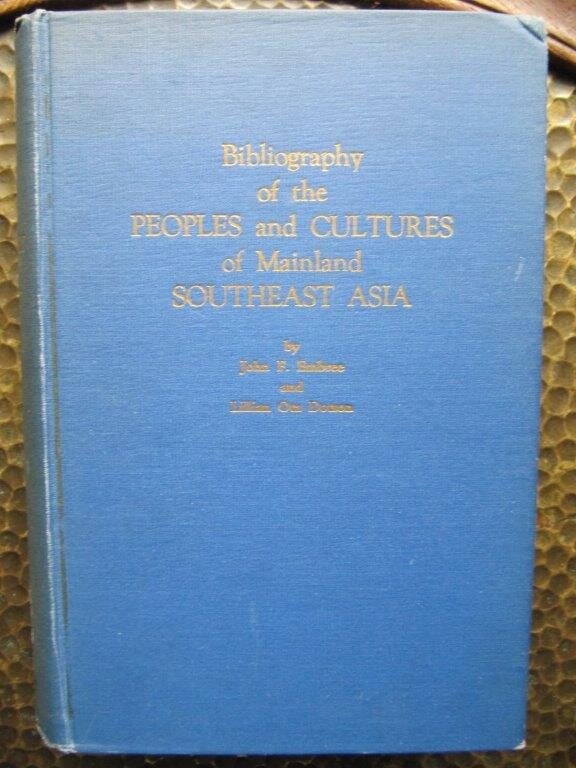 Bibliography
of the
PEOPLES and CULTURES
of Mainland
SOUTHEAST ASIA
by
John F. Embree
and
Lillian Ota Dotson